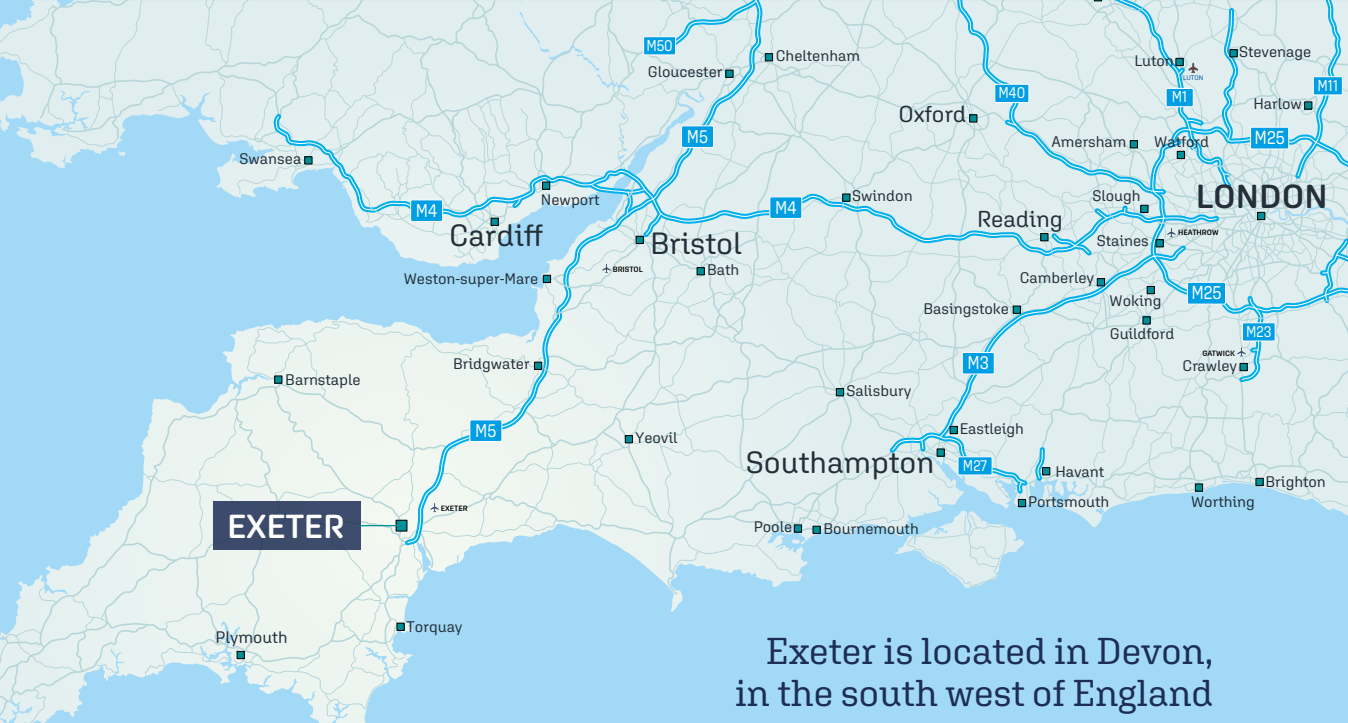 M50
Cheltenham
Gloucester
Stevenage
Luton
LUTON
M40
M1
M11
Harlow
Oxford
M5
Amersham
Watford
M25
Swansea
Newport
M4
Cardiff
M4
Swindon
Slough
LONDON
Reading
Staines
HEATHROW
Bristol
BRISTOL
Bath
Weston-super-Mare
Camberley
Woking
M25
Basingstoke
Guildford
M23
GATWICK
Crawley
M3
Bridgwater
Barnstaple
Salisbury
M5
Yeovil
Eastleigh
Southampton
M27
Havant
Brighton
Worthing
Portsmouth
EXETER
EXETER
Poole
Bournemouth
Torquay
Plymouth
Exeter is located in Devon,
in the south west of England